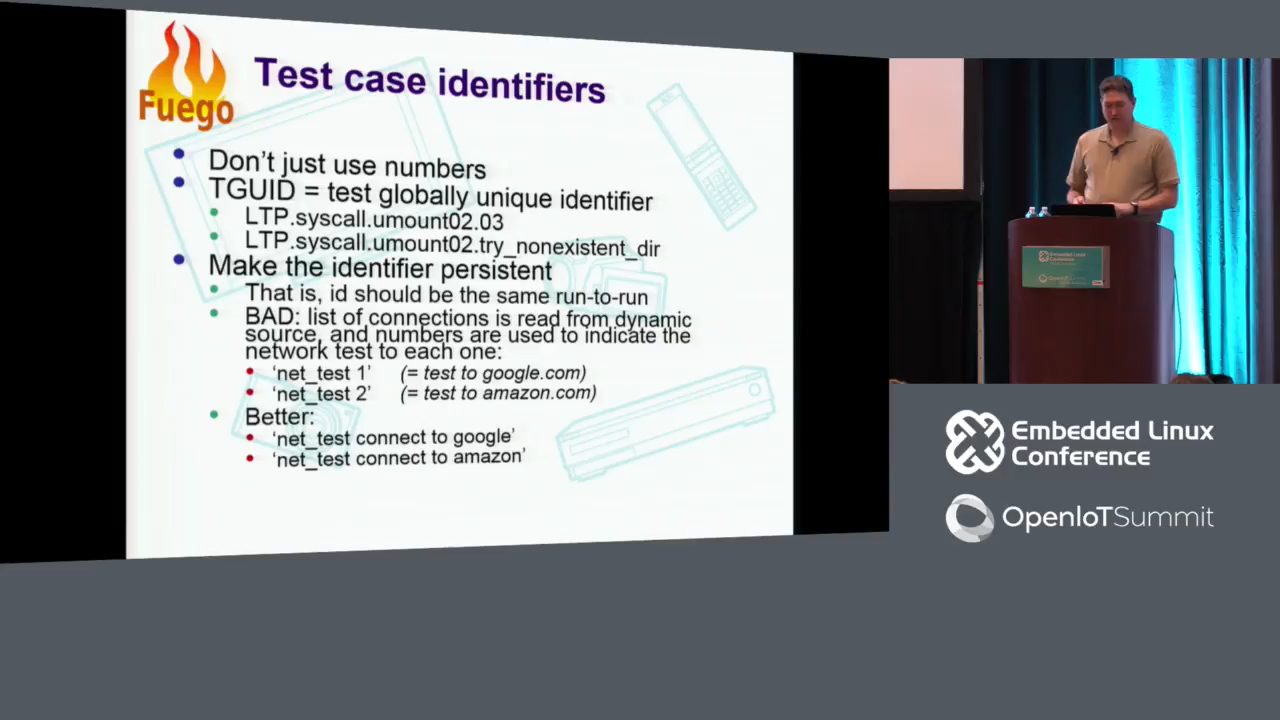 Fuego
Test case identifiers
Don't just use numbers
TGUID = test globally unique identifier
LTP.syscall.umount02.03
LTP.syscall.umount02.try_nonexistent_dir
Make the identifier persistent
That is, id should be the same run-to-run
BAD: list of connections is read from dynamic
source, and numbers are used to indicate the
network test to each one:
'net_test 1' (= test to google.com)
'net_test 2' (= test to amazon.com)
Better:
'net_test connect to google'
'net_test connect to amazon'
Embedded Linux
Conference
Embedded Linux
Conference
OpenIoTSummit